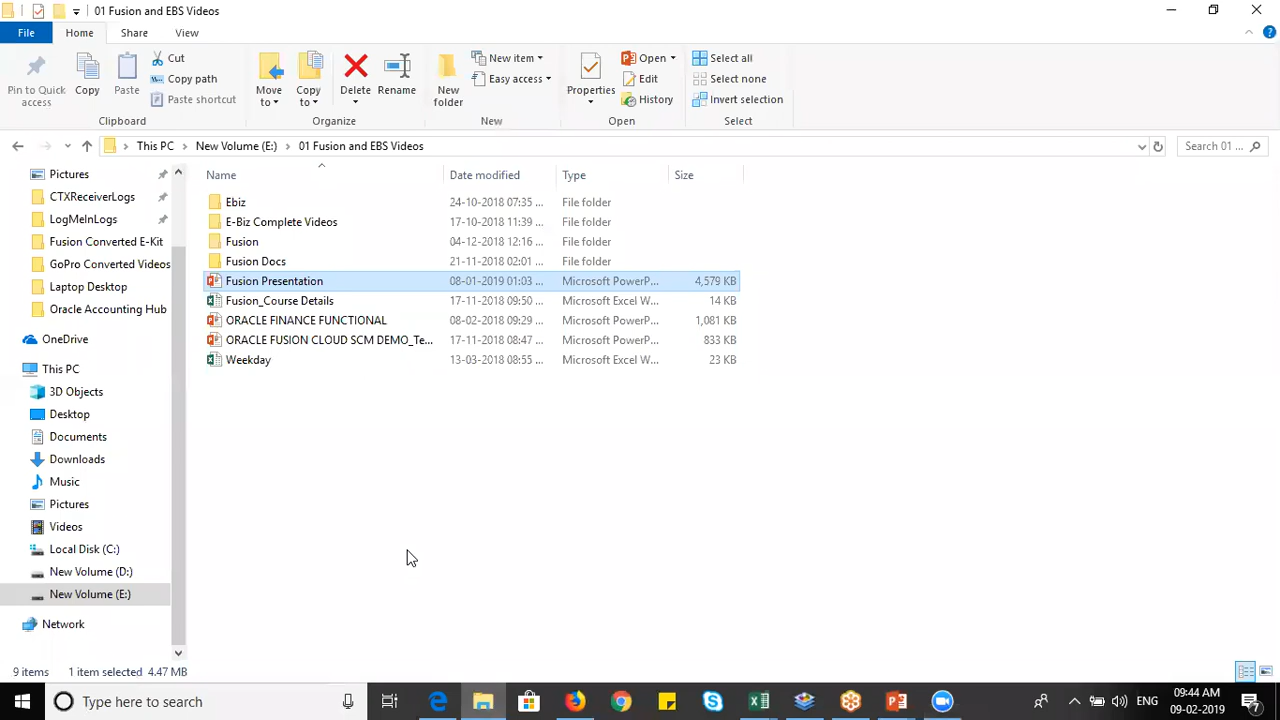 01 Fusion and EBS Videos
File Home Share View
Pin to Quick access
Copy
Paste
Cut
Copy path
Paste shortcut
Clipboard
Move to
Copy to
Delete
Rename
Organize
New folder
New item
Easy access
New
Properties
Open
Edit
History
Open
Select all
Select none
Invert selection
Select
This PC New Volume (E:) 01 Fusion and EBS Videos
Search 01 ...
Pictures
CTXReceiverLogs
LogMeInLogs
Fusion Converted E-Kit
GoPro Converted Videos
Laptop Desktop
Oracle Accounting Hub
OneDrive
This PC
3D Objects
Desktop
Documents
Downloads
Music
Pictures
Videos
Local Disk (C:)
New Volume (D:)
New Volume (E:)
Network
Name Date modified Type Size
Ebiz 24-10-2018 07:35 ... File folder
E-Biz Complete Videos 17-10-2018 11:39 ... File folder
Fusion 04-12-2018 12:16 ... File folder
Fusion Docs 21-11-2018 02:01 ... File folder
Fusion Presentation 08-01-2019 01:03 ... Microsoft PowerP... 4,579 KB
Fusion_Course Details 17-11-2018 09:50 ... Microsoft Excel W... 14 KB
ORACLE FINANCE FUNCTIONAL 08-02-2018 09:29 ... Microsoft PowerP... 1,081 KB
ORACLE FUSION CLOUD SCM DEMO_Te... 17-11-2018 08:47 ... Microsoft PowerP... 833 KB
Weekday 13-03-2018 08:55 ... Microsoft Excel W... 23 KB
9 items 1 item selected 4.47 MB
Type here to search
ENG
09:44 AM
09-02-2019
7